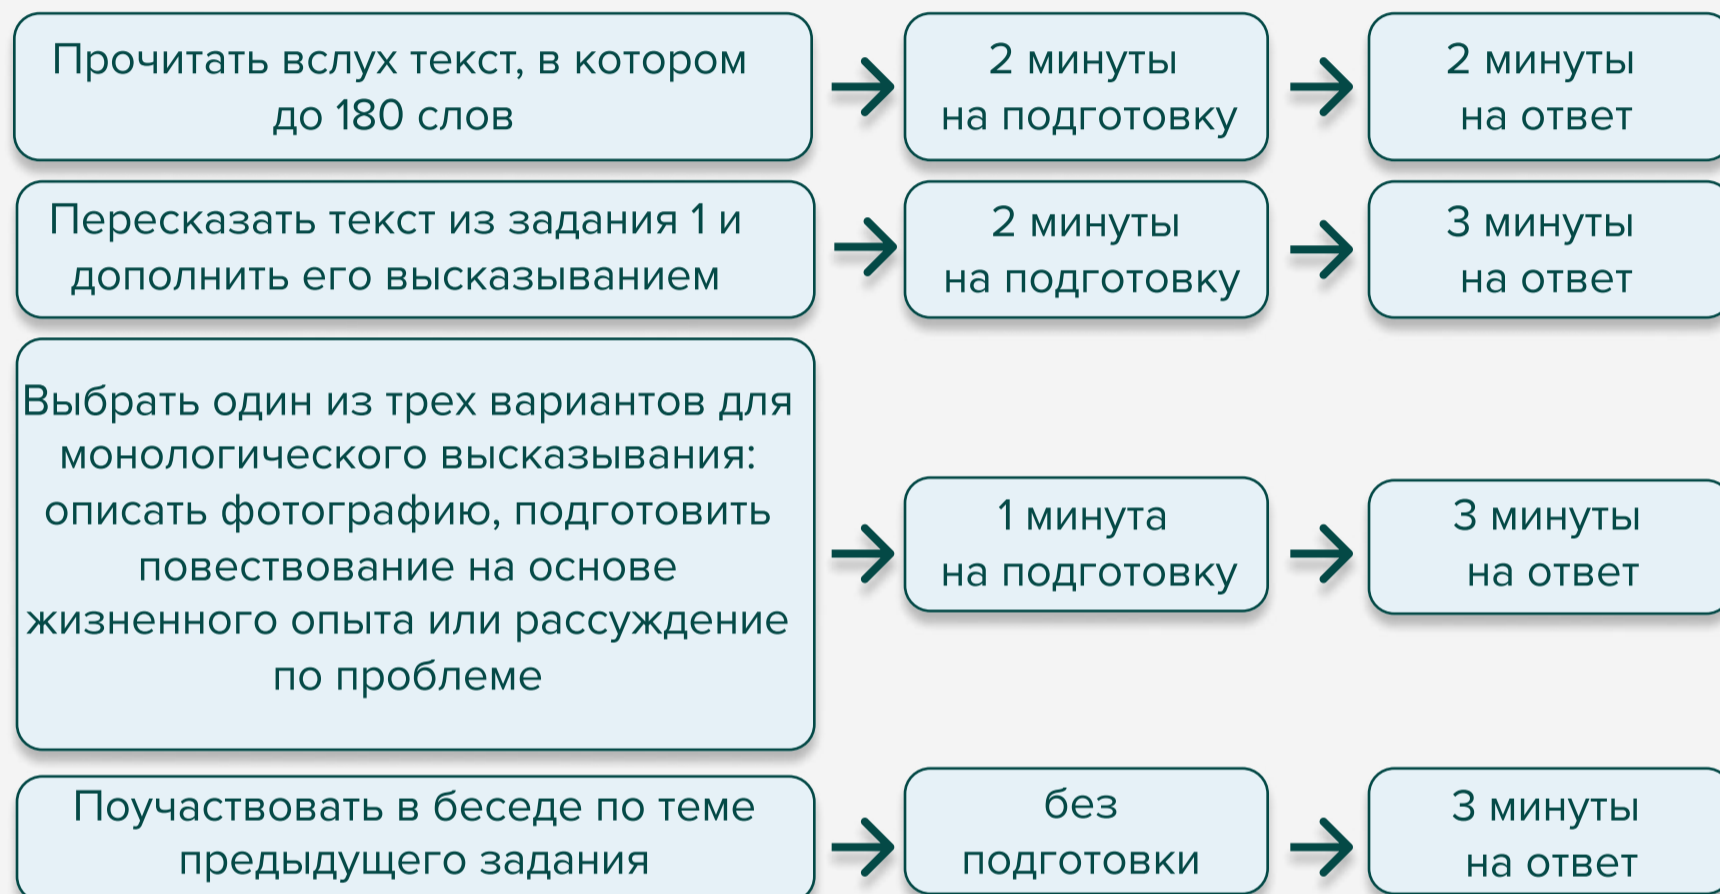 Прочитать вслух текст, в котором
до 180 слов
2 минуты
на подготовку
2 минуты
на ответ
Пересказать текст из задания 1 и
дополнить его высказыванием
2 минуты
на подготовку
3 минуты
на ответ
Выбрать один из трех вариантов для
монологического высказывания:
описать фотографию, подготовить
повествование на основе
жизненного опыта или рассуждение
по проблеме
1 минута
на подготовку
3 минуты
на ответ
Поучаствовать в беседе по теме
предыдущего задания
без
подготовки
3 минуты
на ответ